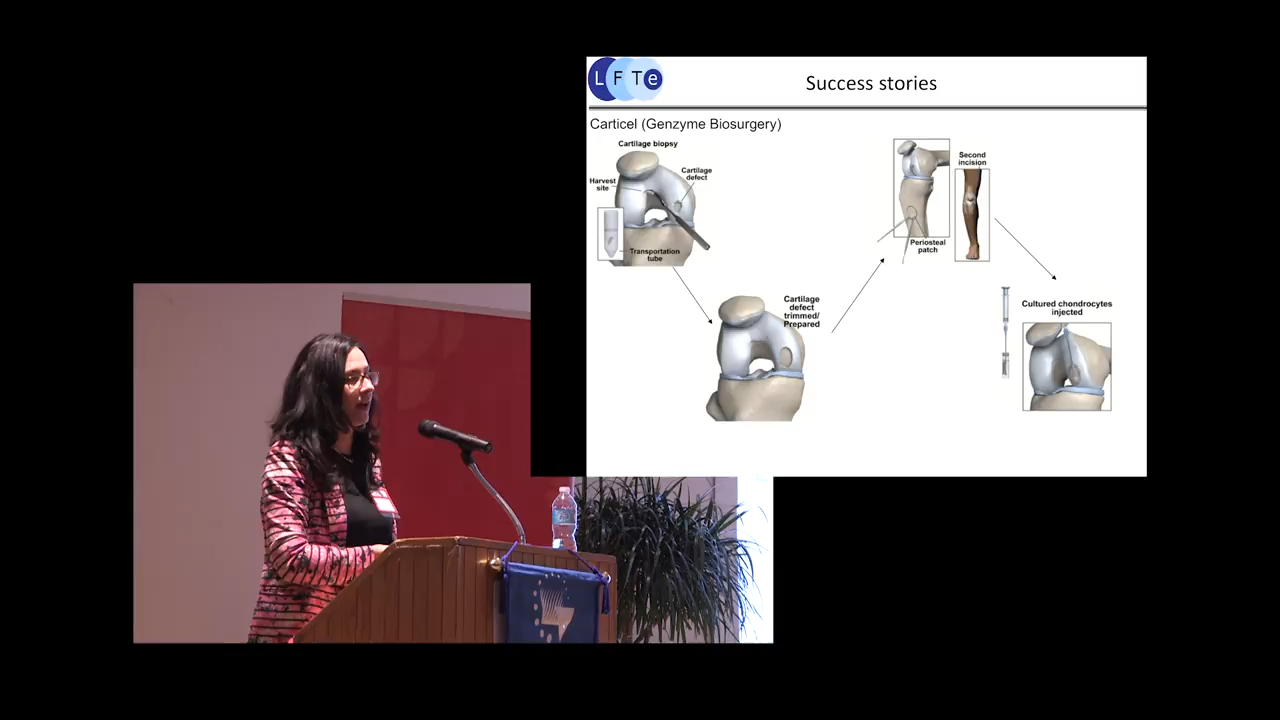 LFTe
Success stories
Carticel (Genzyme Biosurgery)
Cartilage biopsy
Harvest
site
Cartilage
defect
Transportation
tube
Cartilage
defect
trimmed/
Prepared
Second
incision
Periosteal
patch
Cultured chondrocytes
injected